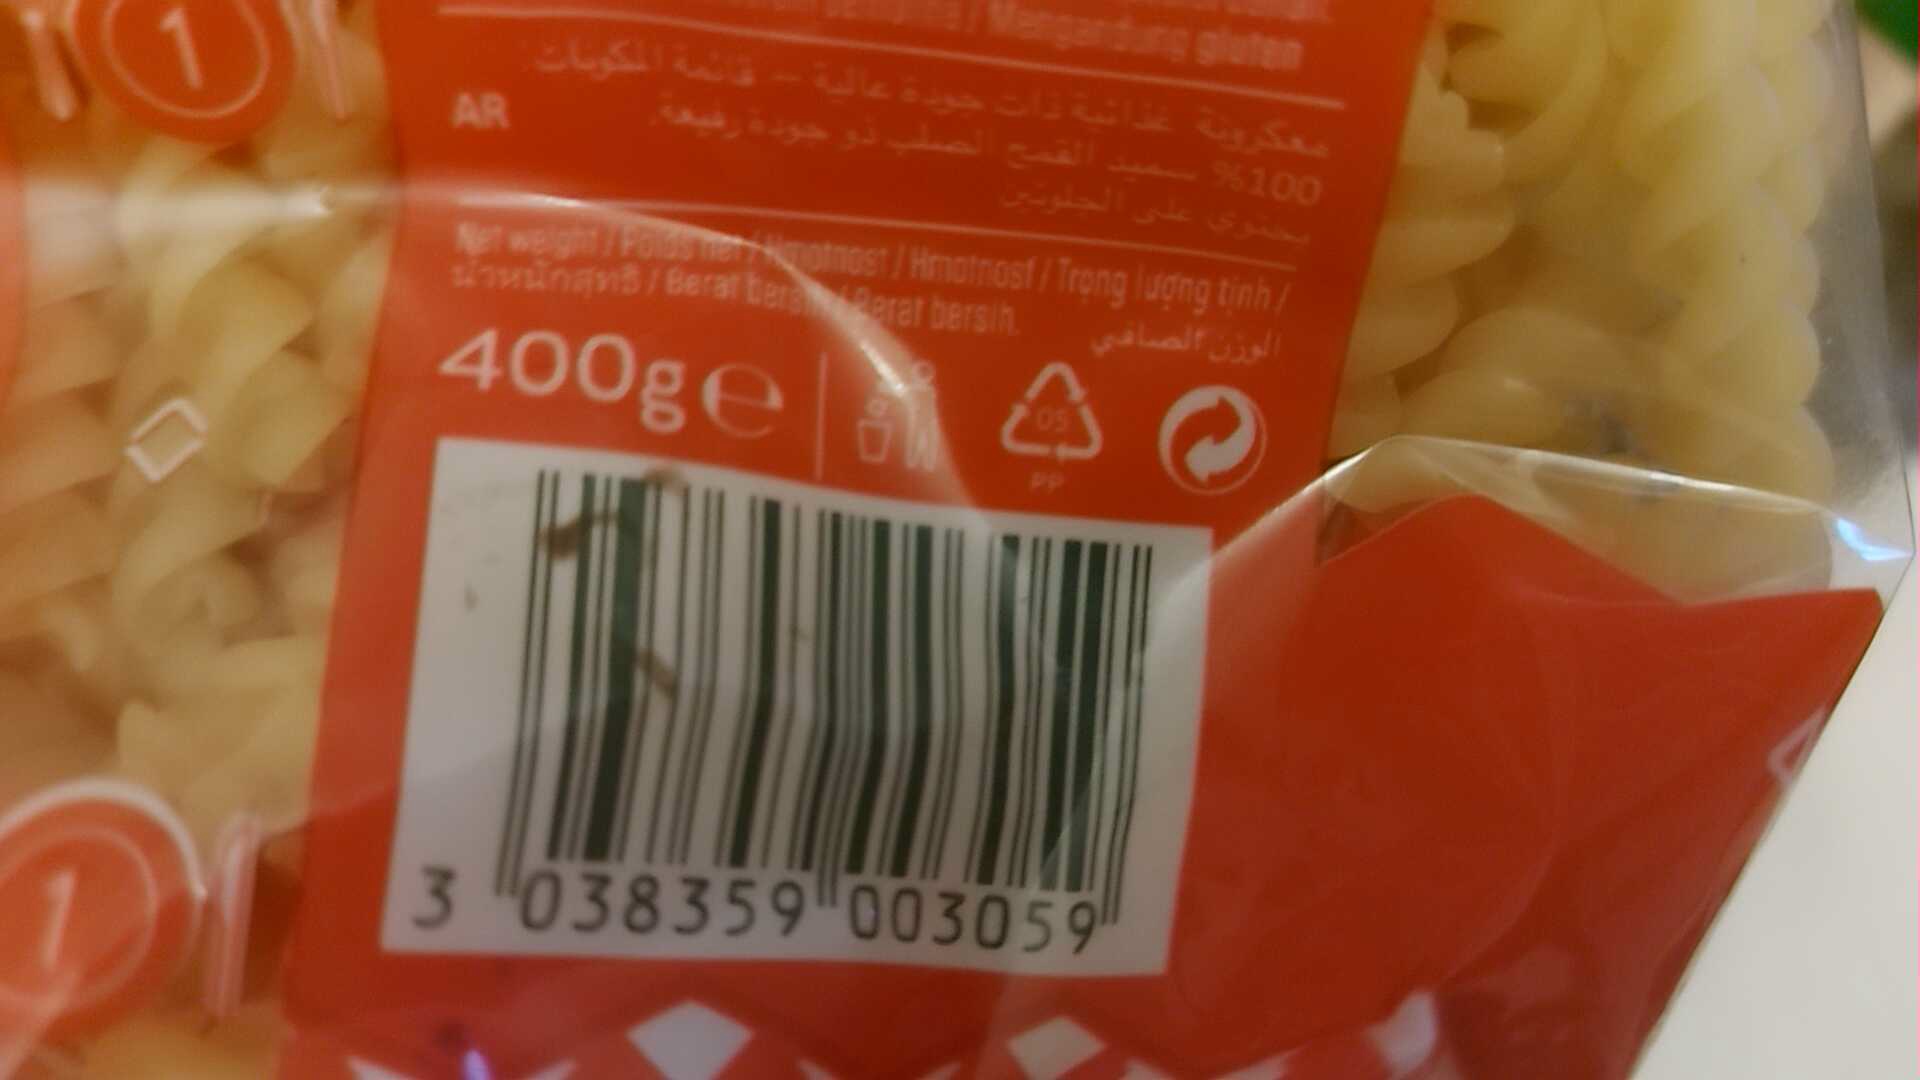 1
Mengandung gluten
AR
معكرونة غذائية ذات جودة عالية – قائمة المكونات:
%100 سميد القمح الصلب ذو جودة رفيعة.
يحتوي على الجلوتين
Net weight / Poids net / Hmotnost / Hmotnosť / Trọng lượng tịnh /
น้ำหนักสุทธิ / Berat bersih / Berat bersih.
الوزن الصافي
400g e
05
PP
3 038359 003059
1